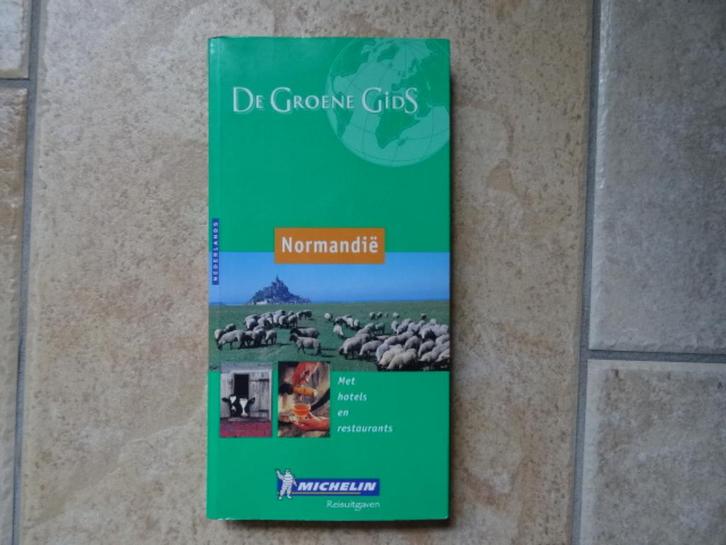 DE GROENE GIDS
NEDERLANDS
Normandië
Met
hotels
en
restaurants
MICHELIN
Reisuitgaven